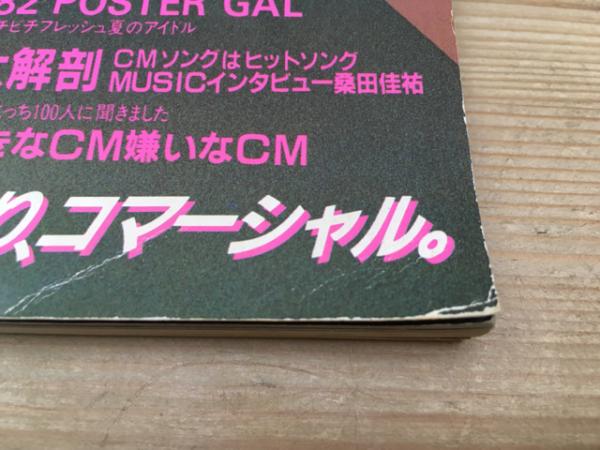 82 POSTER GAL
チピチフレッシュ夏のアイトル
解剖 CMソングはヒットソング
MUSICインタビュー桑田佳祐
っち100人に聞きました
きなCM嫌いなCM
り、コマーシャル。